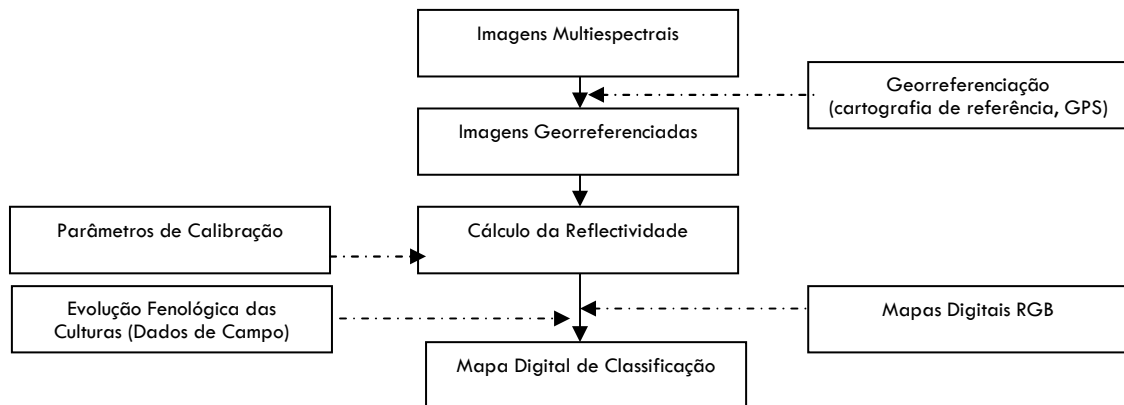 Imagens Multiespectrais
Georreferenciação
(cartografia de referência, GPS)
Imagens Georreferenciadas
Parâmetros de Calibração
Cálculo da Reflectividade
Evolução Fenológica das
Culturas (Dados de Campo)
Mapas Digitais RGB
Mapa Digital de Classificação